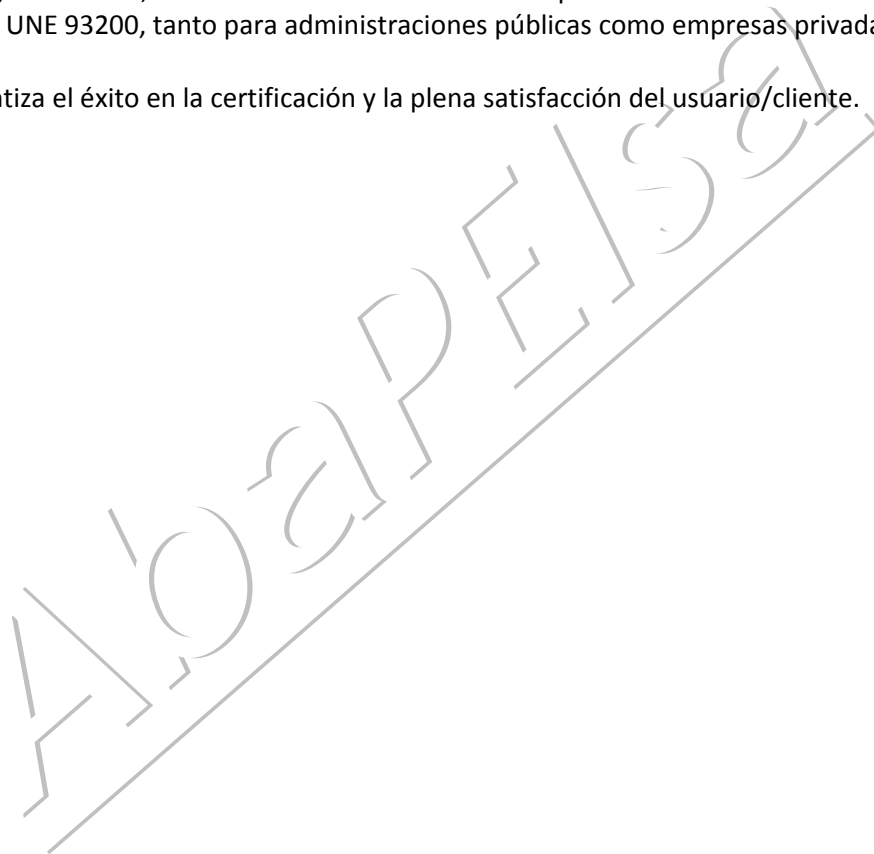 UNE 93200, tanto para administraciones públicas como empresas privada
tiza el éxito en la certificación y la plena satisfacción del usuario/cliente.
AbaPElsa